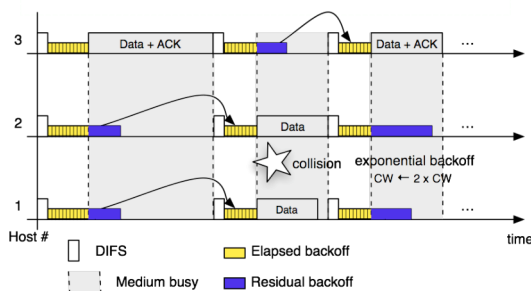 3
Data + ACK
Data + ACK
...
2
Data
...
collision
exponential backoff
CW ← 2 x CW
1
Data
...
Host #
time
DIFS
Elapsed backoff
Medium busy
Residual backoff